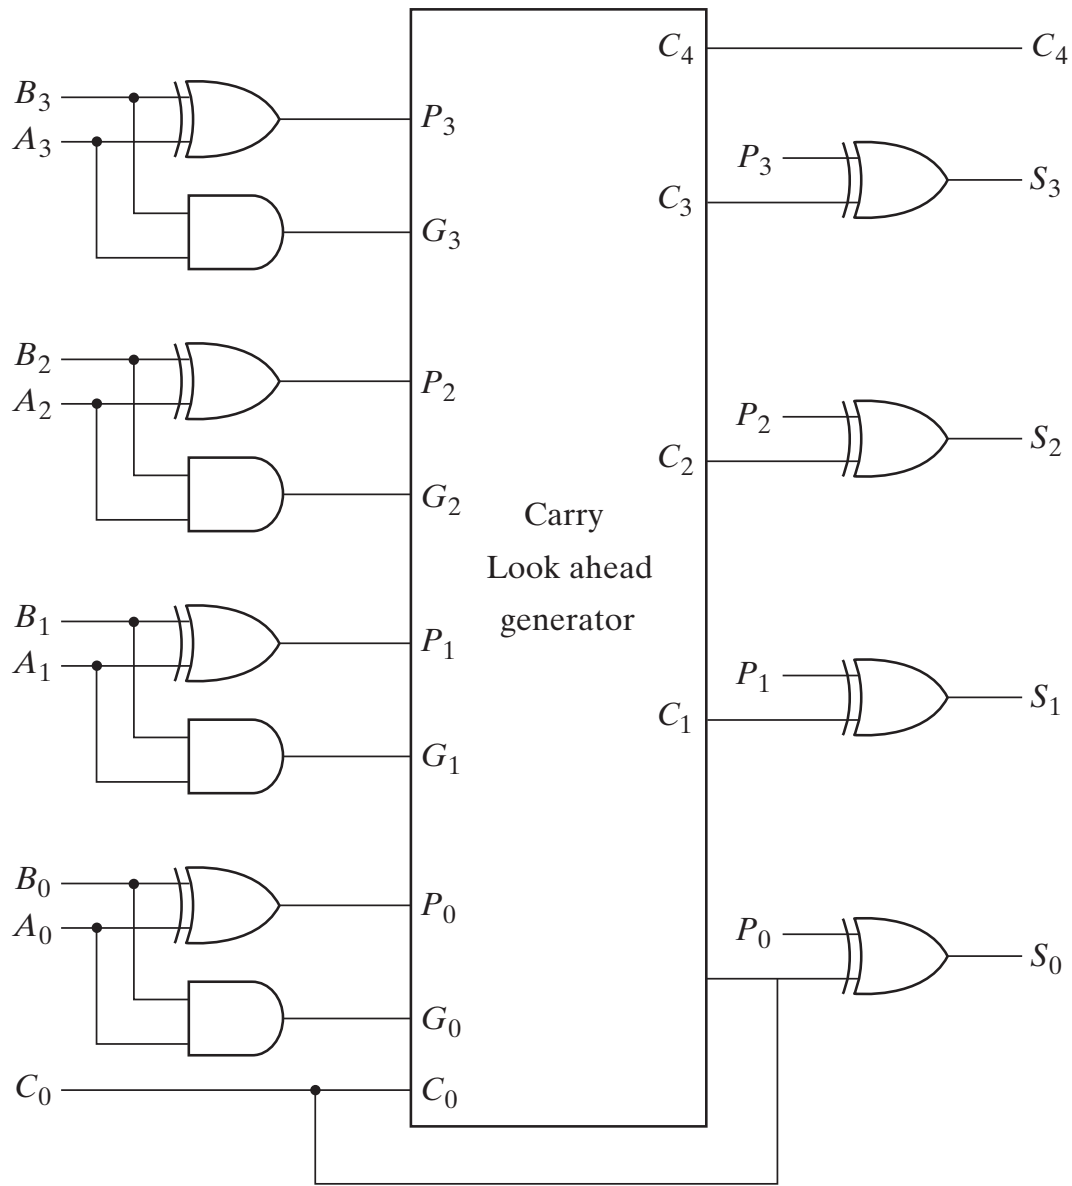 C₄ C₄
B₃
A₃
P₃
P₃
S₃
C₃
G₃
B₂
A₂
P₂
P₂
S₂
C₂
G₂
Carry
Look ahead
generator
B₁
A₁
P₁
P₁
S₁
C₁
G₁
B₀
A₀
P₀
P₀
S₀
G₀
C₀ C₀